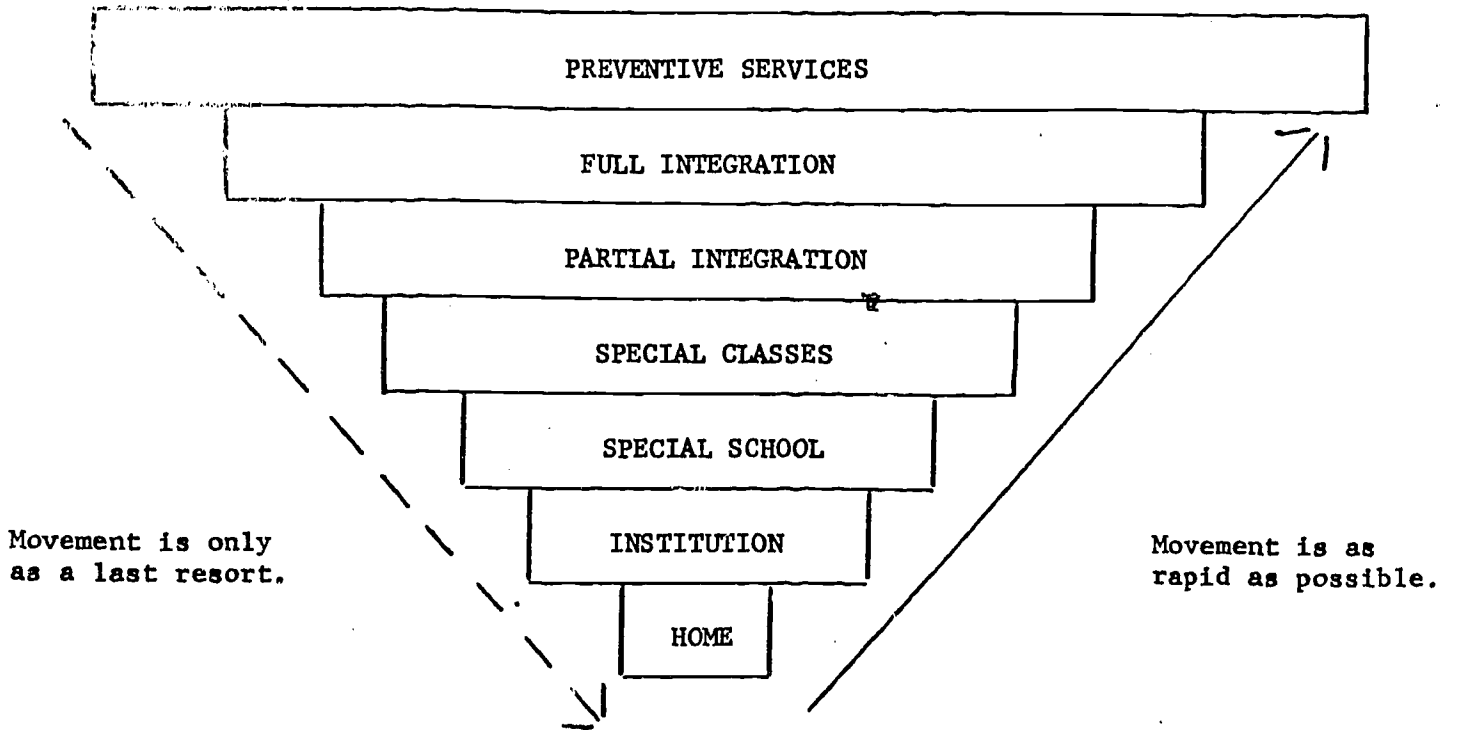 PREVENTIVE SERVICES
FULL INTEGRATION
PARTIAL INTEGRATION
SPECIAL CLASSES
SPECIAL SCHOOL
INSTITUTION
HOME
Movement is only
as a last resort.
Movement is as
rapid as possible.